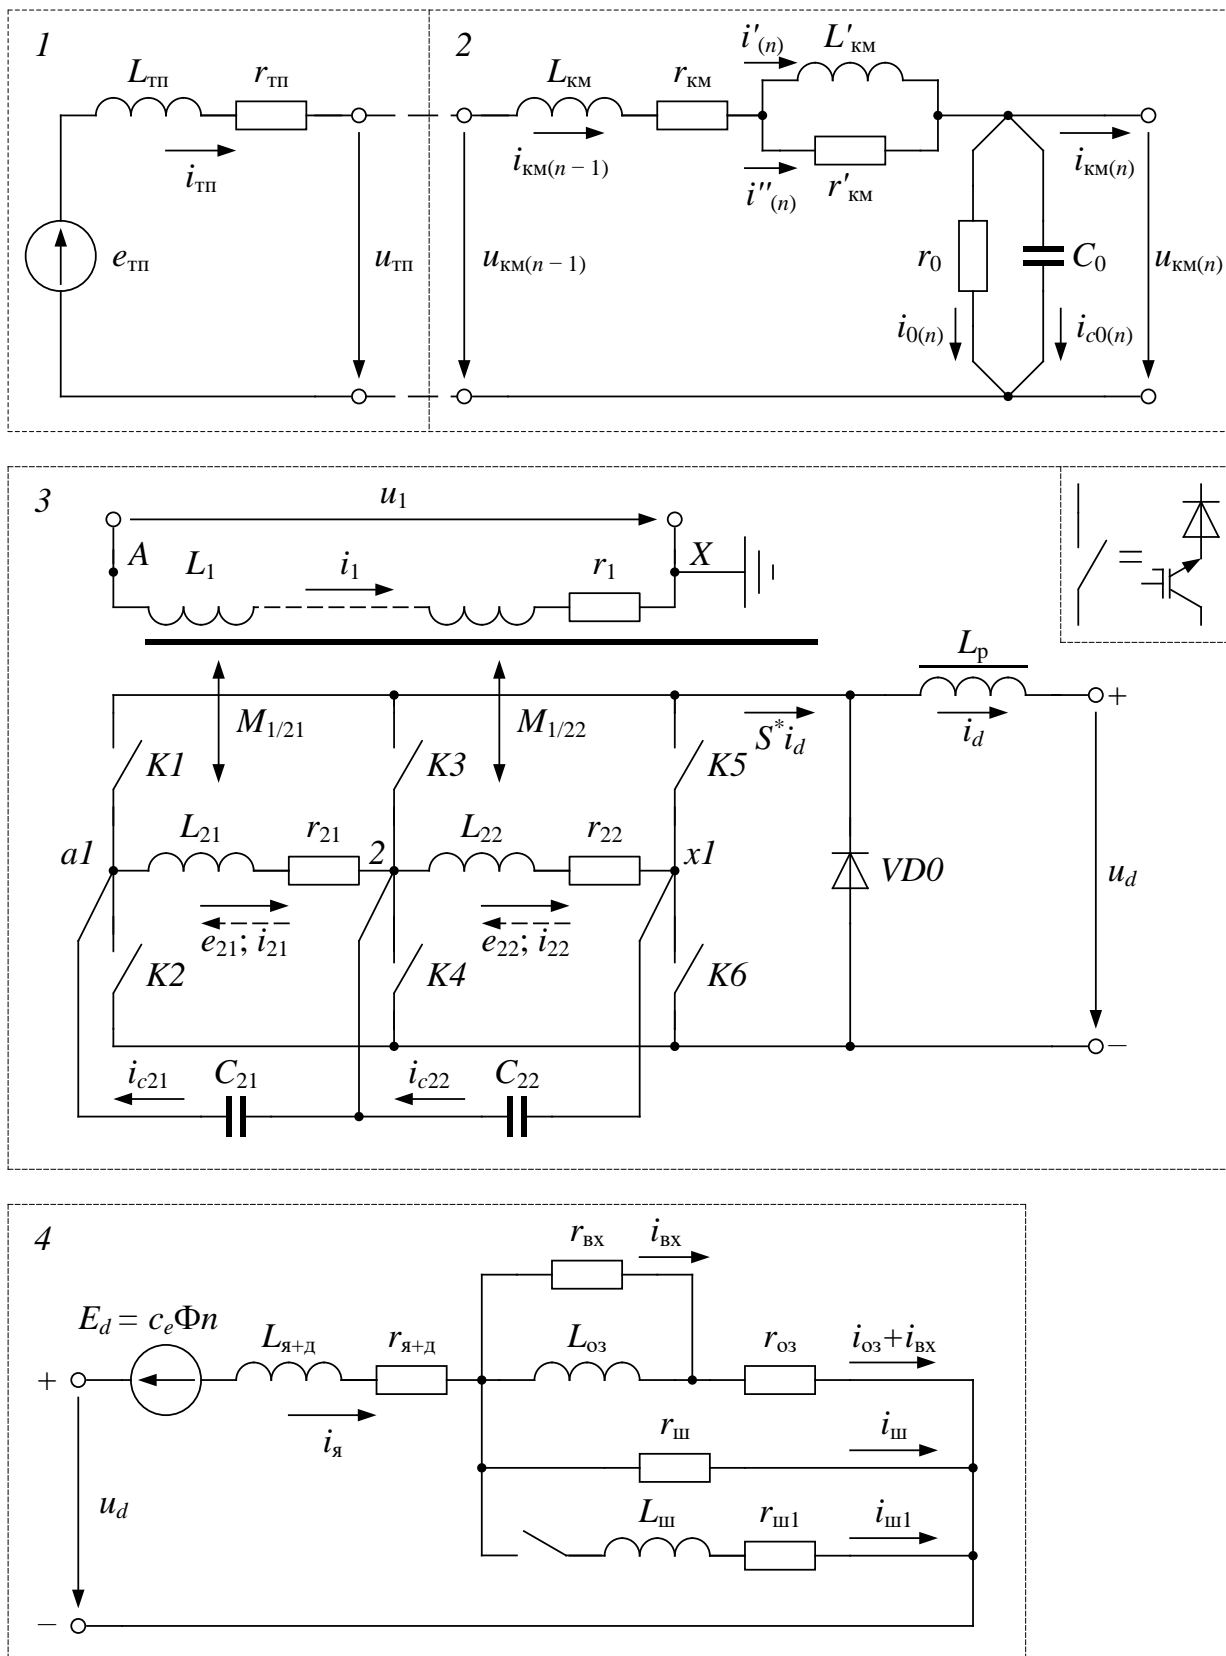 1
L_тп
r_тп
i_тп
e_тп
u_тп
2
L_км
r_км
i'_(n)
L'_км
i_км(n − 1)
i''_(n)
r'_км
i_км(n)
u_км(n − 1)
r_0
C_0
u_км(n)
i_0(n)
i_c0(n)
3
u_1
A
L_1
i_1
r_1
X
=
M_1/21
M_1/22
S^* i_d
L_р
i_d
+
K1
K3
K5
a1
L_21
r_21
2
L_22
r_22
x1
VD0
u_d
e_21; i_21
e_22; i_22
K2
K4
K6
−
i_c21
C_21
i_c22
C_22
4
r_вх
i_вх
E_d = c_eΦn
L_я+д
r_я+д
L_оз
r_оз
i_оз+i_вх
+
i_я
r_ш
i_ш
u_d
L_ш
r_ш1
i_ш1
−